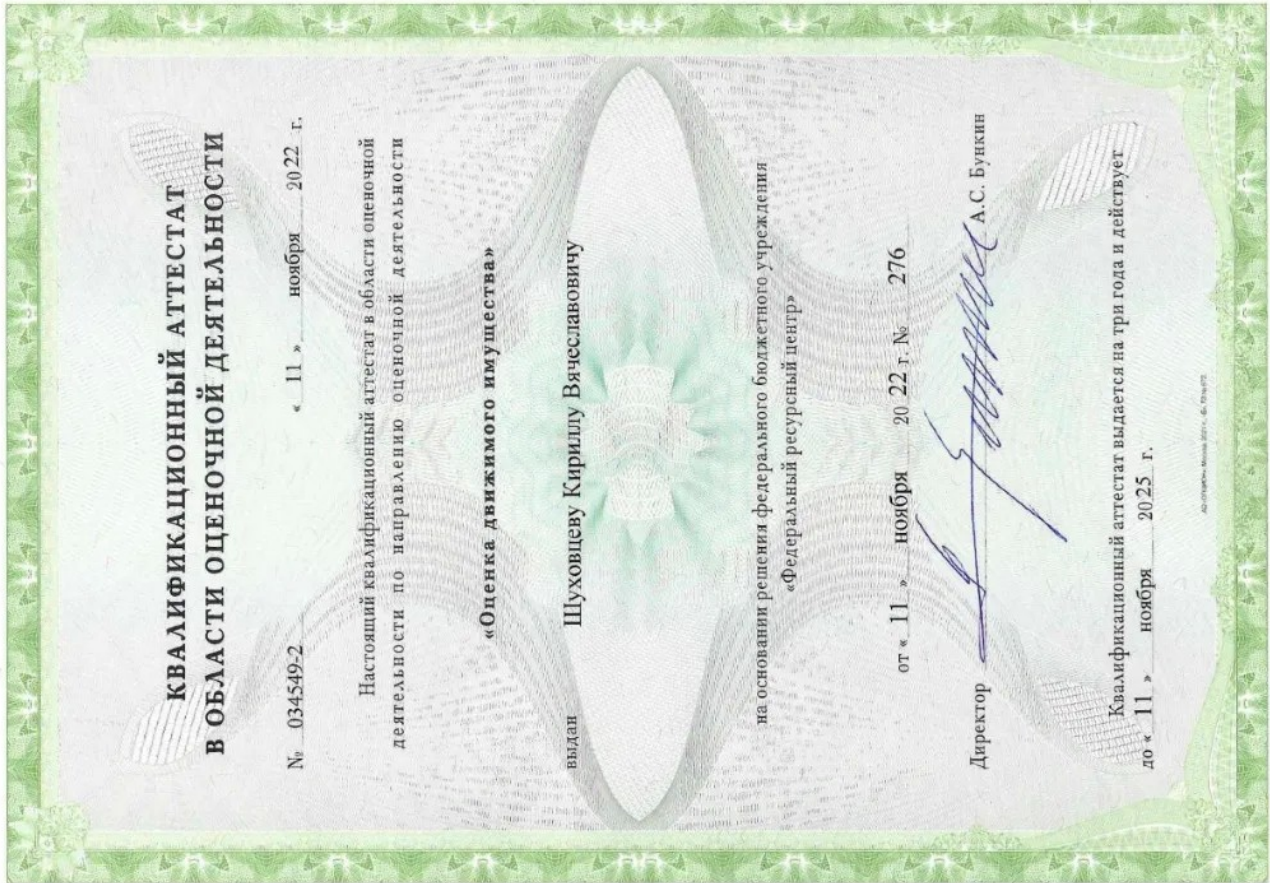 КВАЛИФИКАЦИОННЫЙ АТТЕСТАТ
В ОБЛАСТИ ОЦЕНОЧНОЙ ДЕЯТЕЛЬНОСТИ
№ 034549-2 « 11 » ноября 2022 г.
Настоящий квалификационный аттестат в области оценочной
деятельности по направлению оценочной деятельности
«Оценка движимого имущества»
выдан Шуховцеву Кириллу Вячеславовичу
на основании решения федерального бюджетного учреждения
«Федеральный ресурсный центр»
от « 11 » ноября 20 22 г. № 276
Директор А.С. Бункин
Квалификационный аттестат выдается на три года и действует
до « 11 » ноября 2025 г.